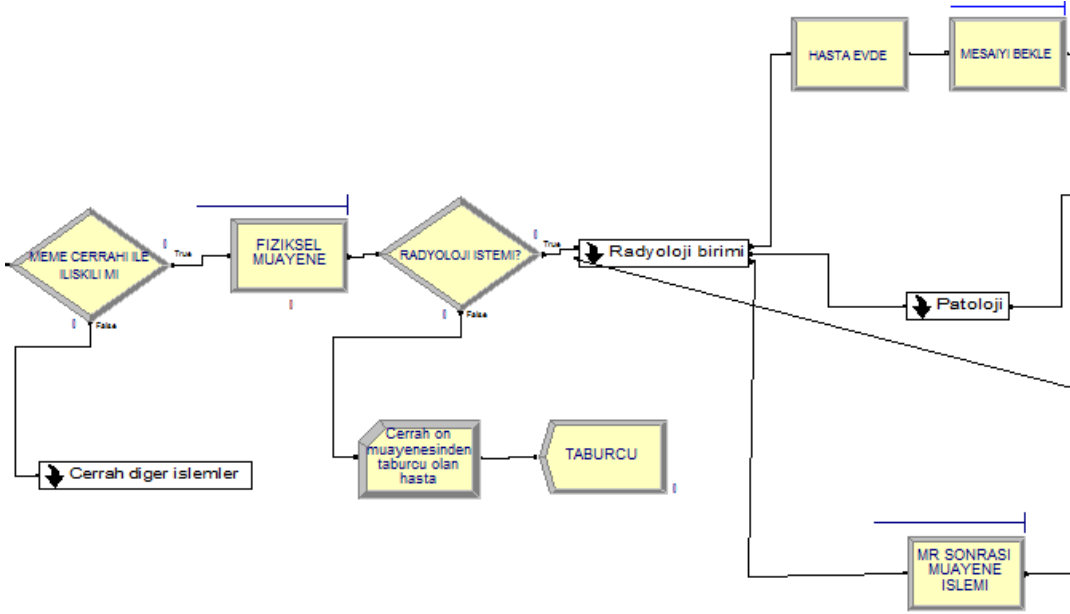 HASTA EVDE
MESAIYI BEKLE
MEME CERRAHI ILE
ILISKILI MI
True
False
FIZIKSEL
MUAYENE
0
RADYOLOJI ISTEMI?
True
False
Radyoloji birimi
Patoloji
Cerrah diger islemler
Cerrah on
muayenesinden
taburcu olan
hasta
TABURCU
MR SONRASI
MUAYENE
ISLEMI